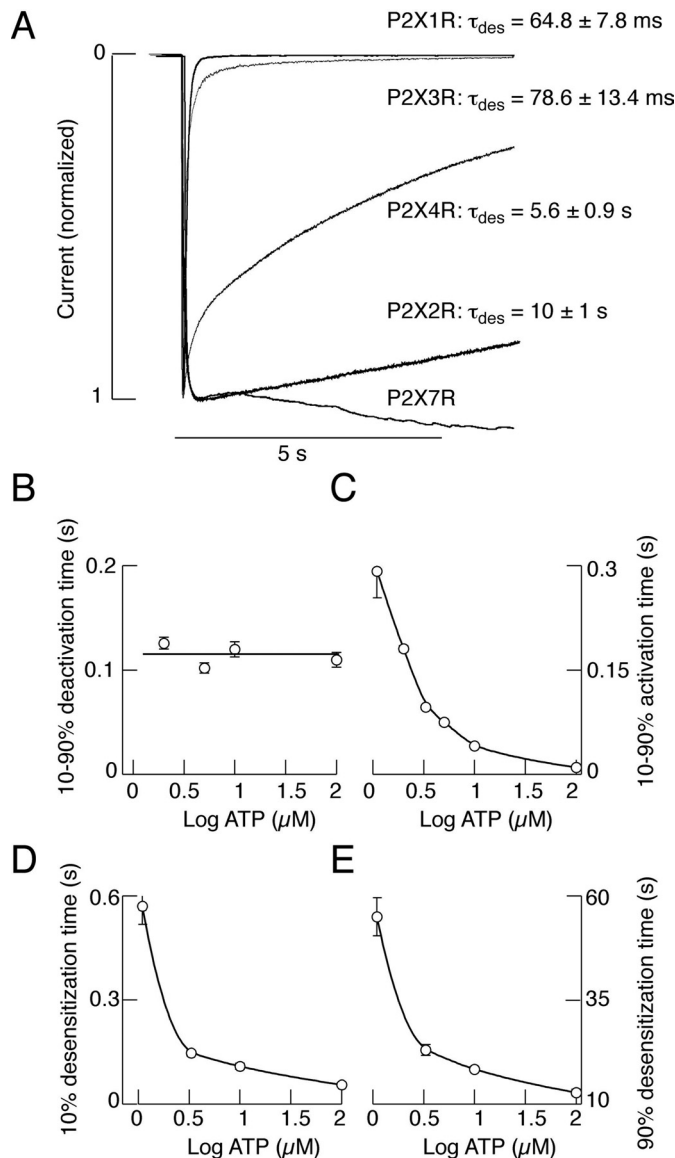 A
P2X1R: τdes = 64.8 ± 7.8 ms
0
P2X3R: τdes = 78.6 ± 13.4 ms
Current (normalized)
P2X4R: τdes = 5.6 ± 0.9 s
P2X2R: τdes = 10 ± 1 s
1
P2X7R
5 s
B
10-90% deactivation time (s)
0.2
0.1
0
0 0.5 1 1.5 2
Log ATP (µM)
C
0.3
0.15
0
10-90% activation time (s)
0 0.5 1 1.5 2
Log ATP (µM)
D
10% desensitization time (s)
0.6
0.3
0
0 0.5 1 1.5 2
Log ATP (µM)
E
60
35
10
90% desensitization time (s)
0 0.5 1 1.5 2
Log ATP (µM)